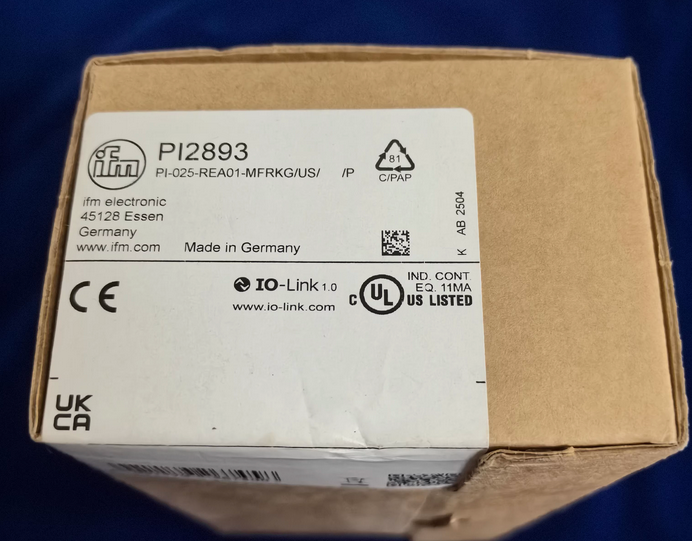 ifm
PI2893
PI-025-REA01-MFRKG/US/ /P
81
C/PAP
ifm electronic
45128 Essen
Germany
www.ifm.com
Made in Germany
K AB 2504
CE
IO-Link 1.0
www.io-link.com
C UL US LISTED
IND. CONT.
EQ. 11MA
UK
CA